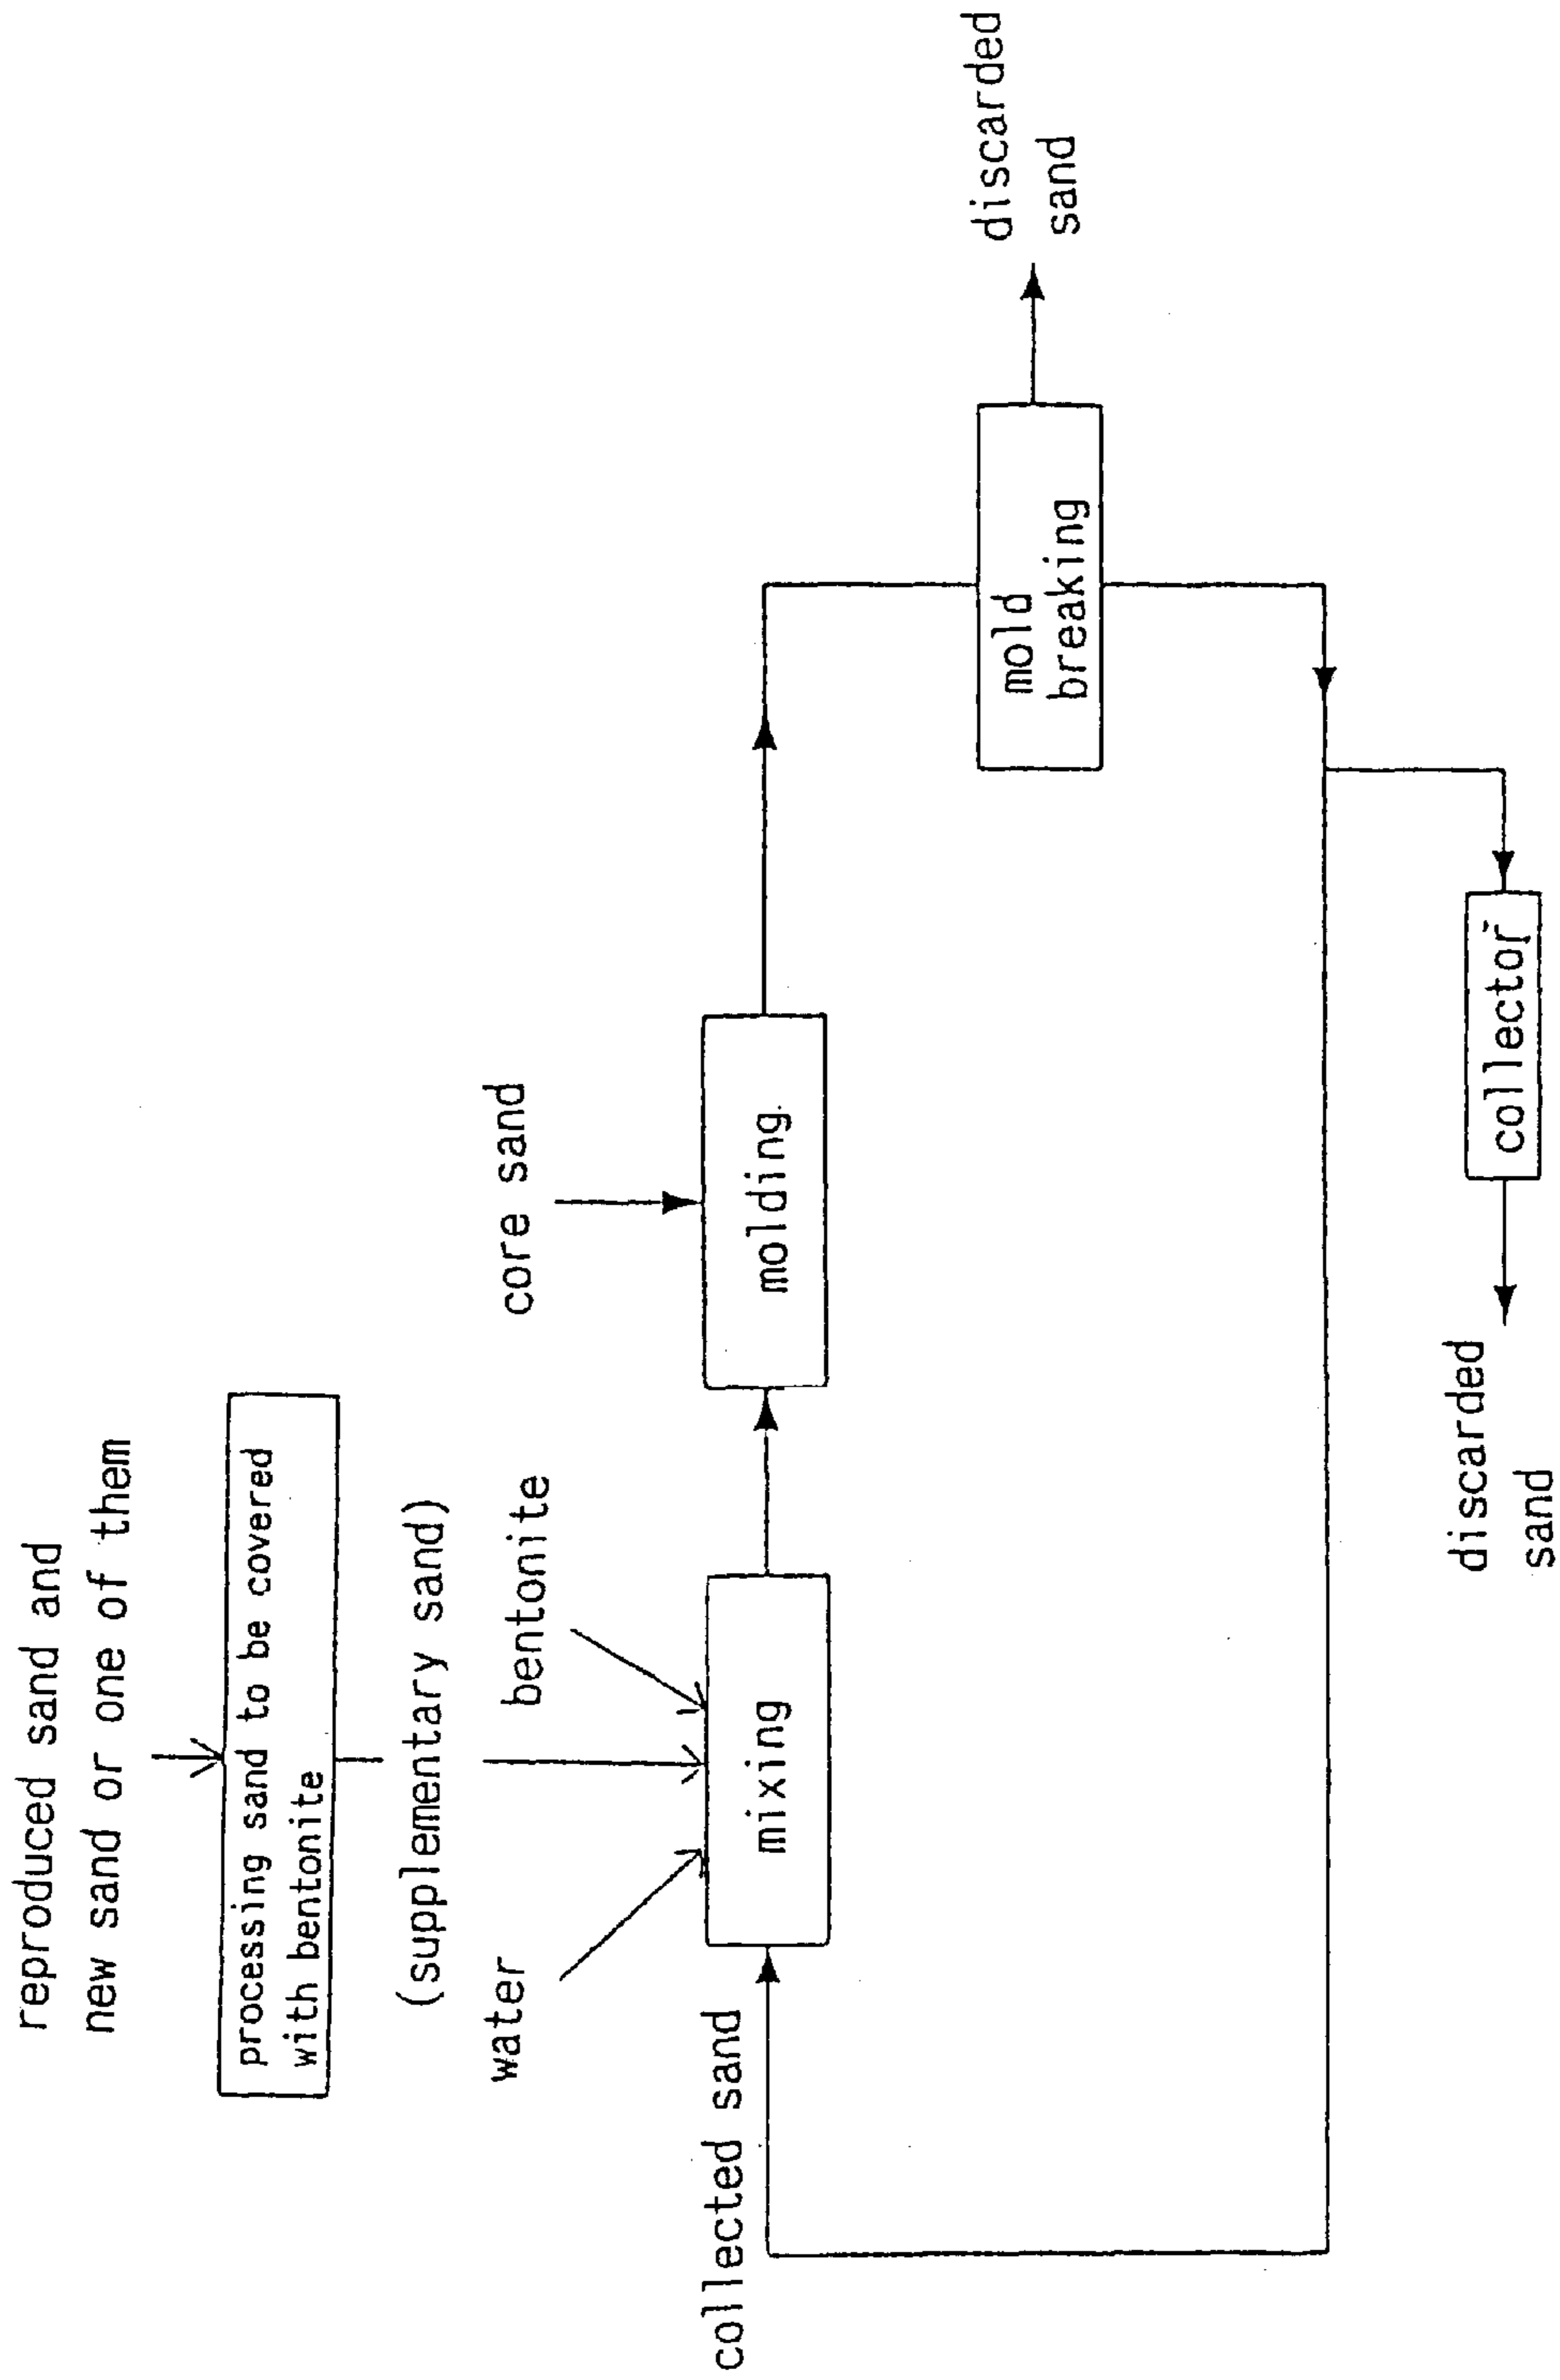 reproduced sand and
new sand or one of them
processing sand to be covered
with bentonite
(supplementary sand)
water
bentonite
core sand
collected sand
mixing
molding
mold
breaking
discarded
sand
collector
discarded
sand